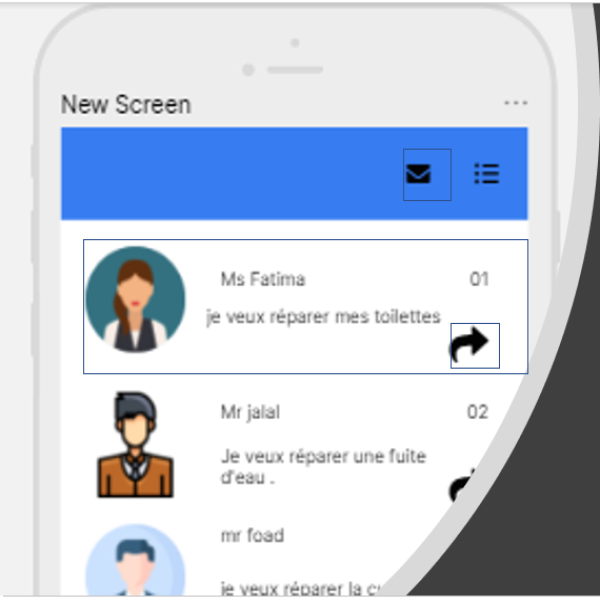 New Screen
Ms Fatima 01
je veux réparer mes toilettes
Mr jalal 02
Je veux réparer une fuite
d'eau .
mr foad
je veux réparer la